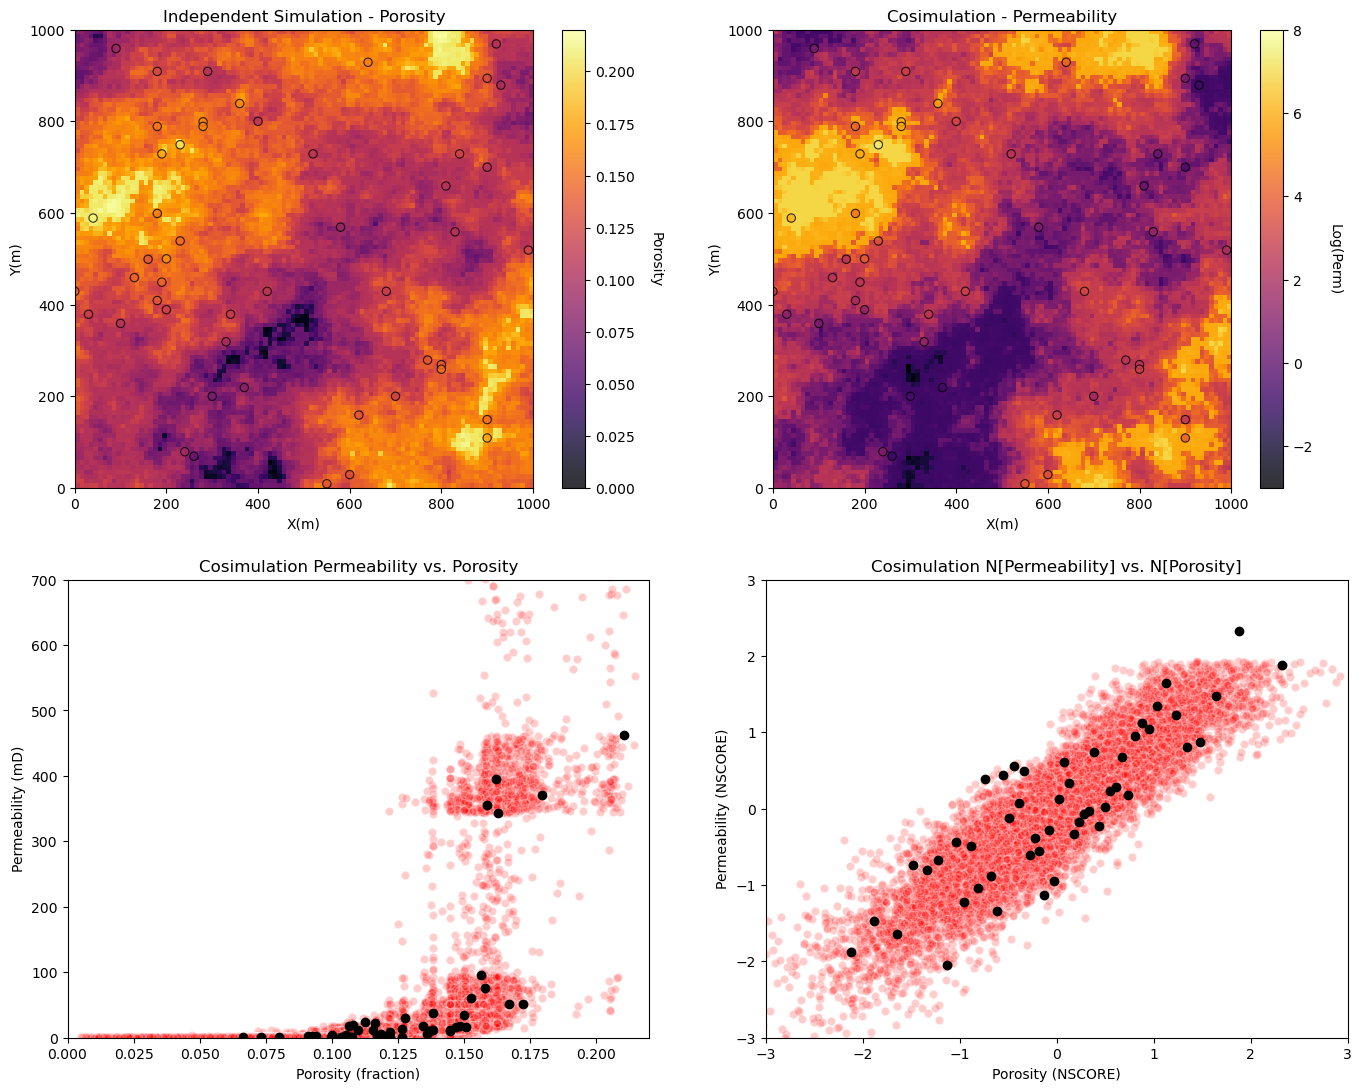 Independent Simulation - Porosity
1000
800
600
400
200
0
Y(m)
0 200 400 600 800 1000
X(m)
0.200
0.175
0.150
0.125
0.100
0.075
0.050
0.025
0.000
Porosity
Cosimulation - Permeability
1000
800
600
400
200
0
Y(m)
0 200 400 600 800 1000
X(m)
8
6
4
2
0
−2
Log(Perm)
Cosimulation Permeability vs. Porosity
700
600
500
400
300
200
100
0
Permeability (mD)
0.000 0.025 0.050 0.075 0.100 0.125 0.150 0.175 0.200
Porosity (fraction)
Cosimulation N[Permeability] vs. N[Porosity]
3
2
1
0
−1
−2
−3
Permeability (NSCORE)
−3 −2 −1 0 1 2 3
Porosity (NSCORE)